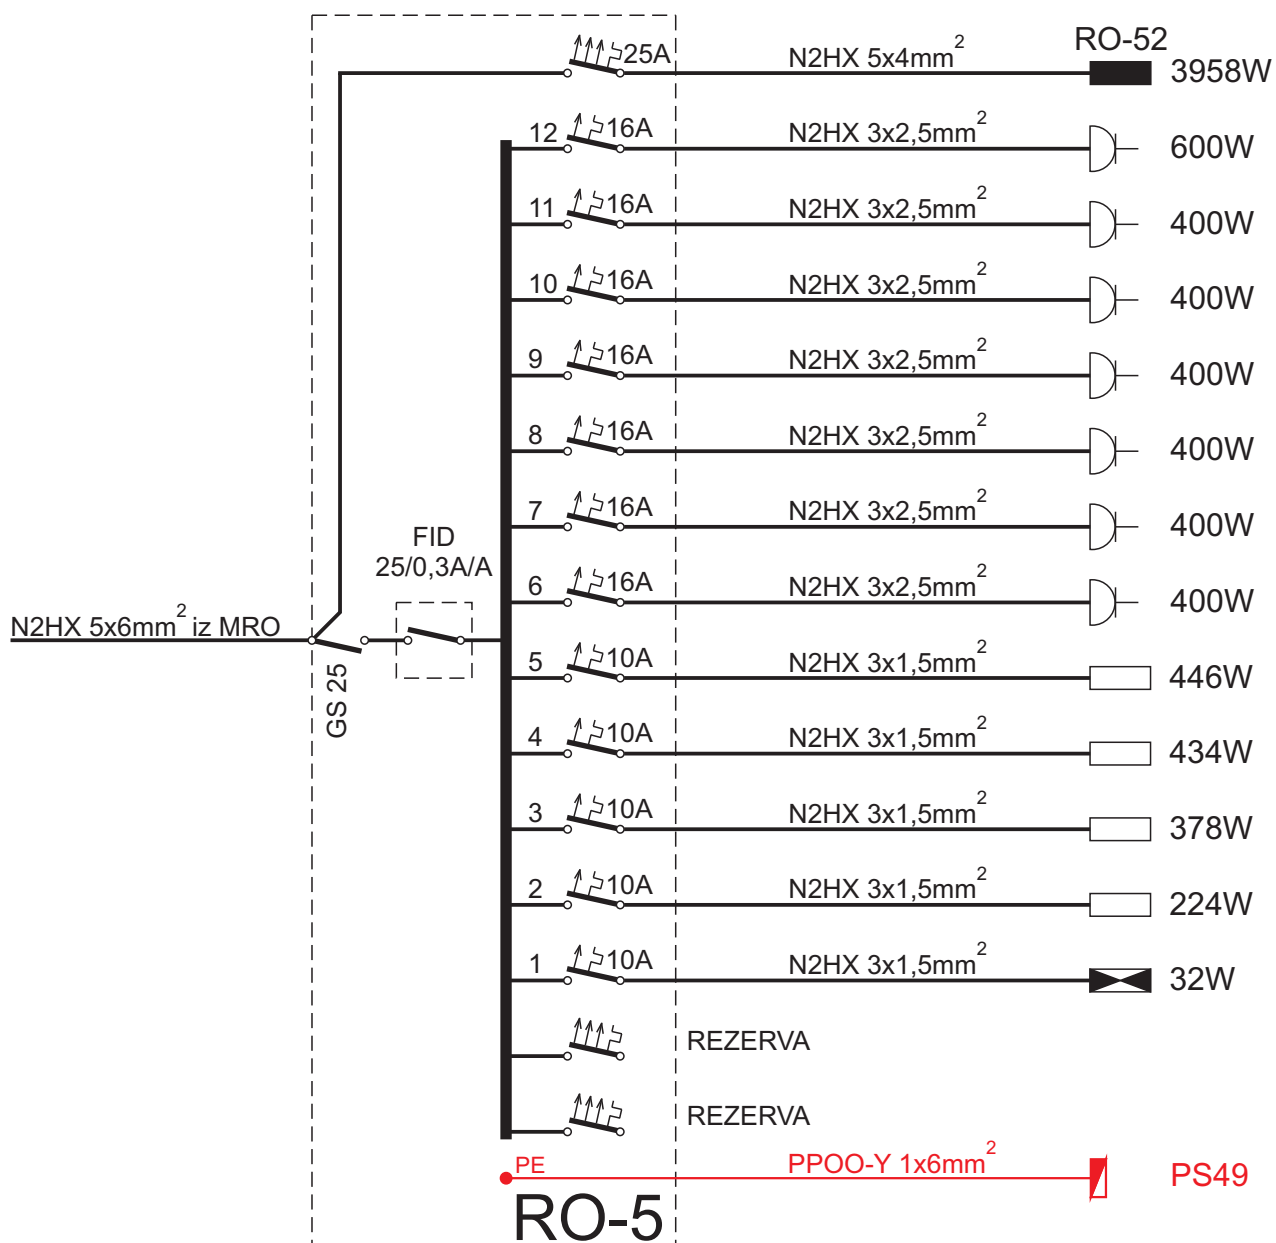 RO-52
25A N2HX 5x4mm² 3958W
12 16A N2HX 3x2,5mm² 600W
11 16A N2HX 3x2,5mm² 400W
10 16A N2HX 3x2,5mm² 400W
9 16A N2HX 3x2,5mm² 400W
8 16A N2HX 3x2,5mm² 400W
7 16A N2HX 3x2,5mm² 400W
FID
25/0,3A/A
6 16A N2HX 3x2,5mm² 400W
N2HX 5x6mm² iz MRO
GS 25
5 10A N2HX 3x1,5mm² 446W
4 10A N2HX 3x1,5mm² 434W
3 10A N2HX 3x1,5mm² 378W
2 10A N2HX 3x1,5mm² 224W
1 10A N2HX 3x1,5mm² 32W
REZERVA
REZERVA
PE PPOO-Y 1x6mm² PS49
RO-5